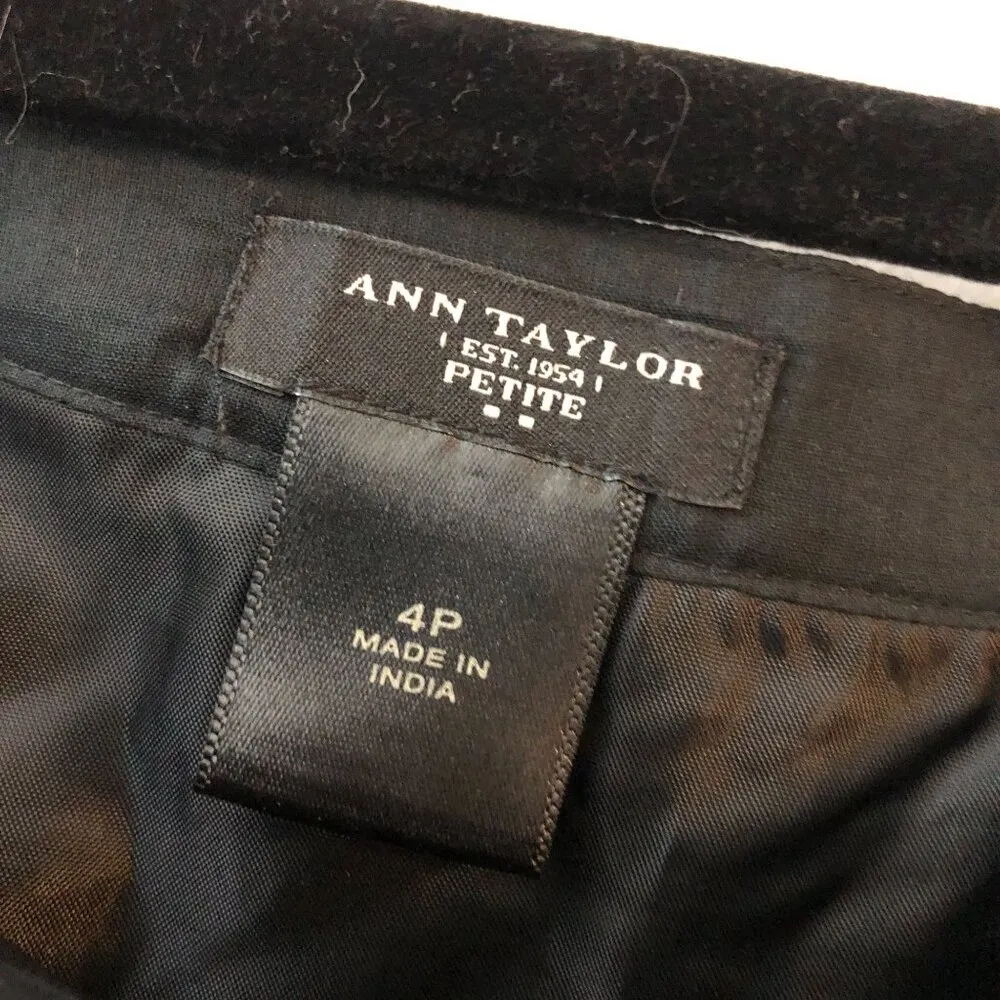 ANN TAYLOR
EST. 1954
PETITE
4P
MADE IN
INDIA